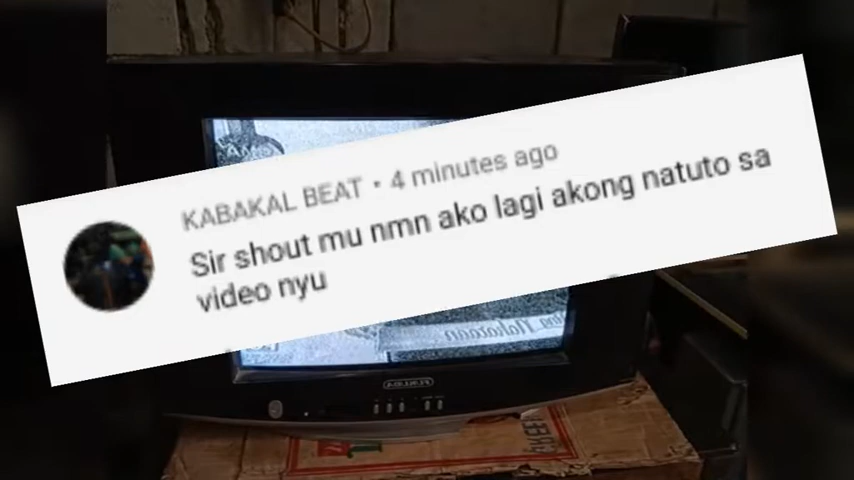 KABAKAL BEAT • 4 minutes ago
Sir shout mu nmn ako lagi akong natuto sa
video nyu